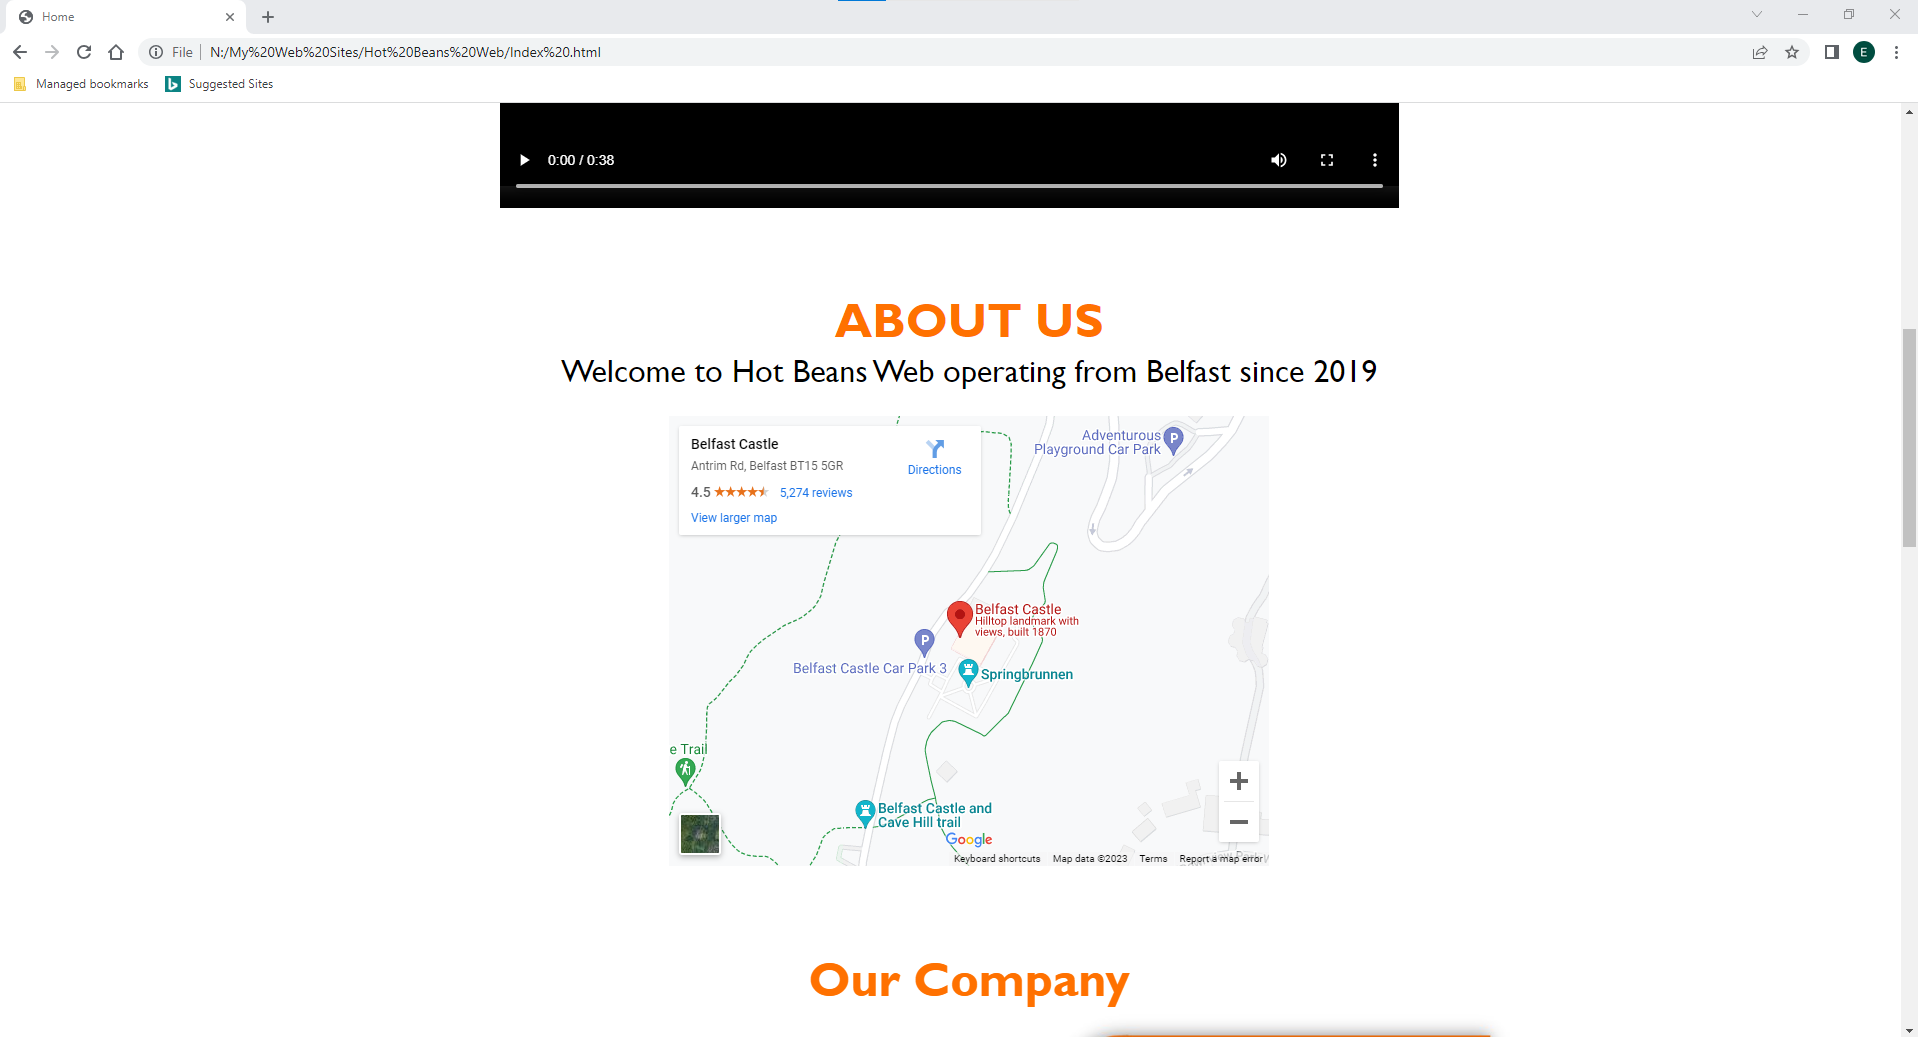 Home
File
N:/My%20Web%20Sites/Hot%20Beans%20Web/Index%20.html
E
Managed bookmarks
Suggested Sites
0:00 / 0:38
ABOUT US
Welcome to Hot Beans Web operating from Belfast since 2019
Belfast Castle
Antrim Rd, Belfast BT15 5GR
4.5
5,274 reviews
View larger map
Directions
Adventurous
Playground Car Park
P
Belfast Castle
Hilltop landmark with
views, built 1870
P
Belfast Castle Car Park 3
Springbrunnen
e Trail
Belfast Castle and
Cave Hill trail
Google
Keyboard shortcuts
Map data ©2023
Terms
Report a map error
Our Company